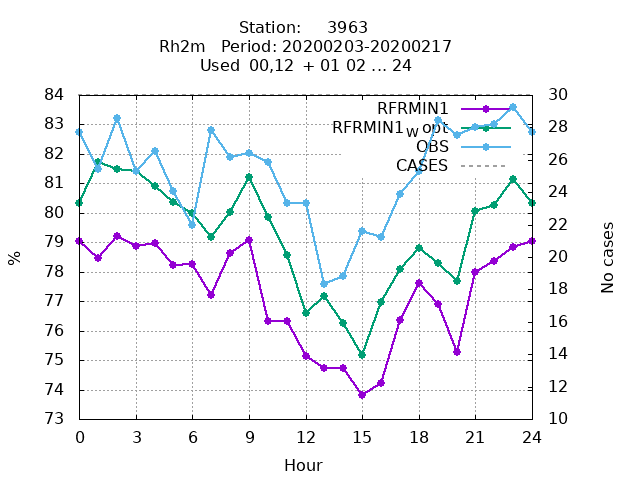 Station: 3963
Rh2m Period: 20200203-20200217
Used 00,12 + 01 02 ... 24
84
83
82
81
80
79
78
77
76
75
74
73
30
28
26
24
22
20
18
16
14
12
10
RFRMIN1
RFRMIN1w opt
OBS
CASES
%
No cases
0 3 6 9 12 15 18 21 24
Hour